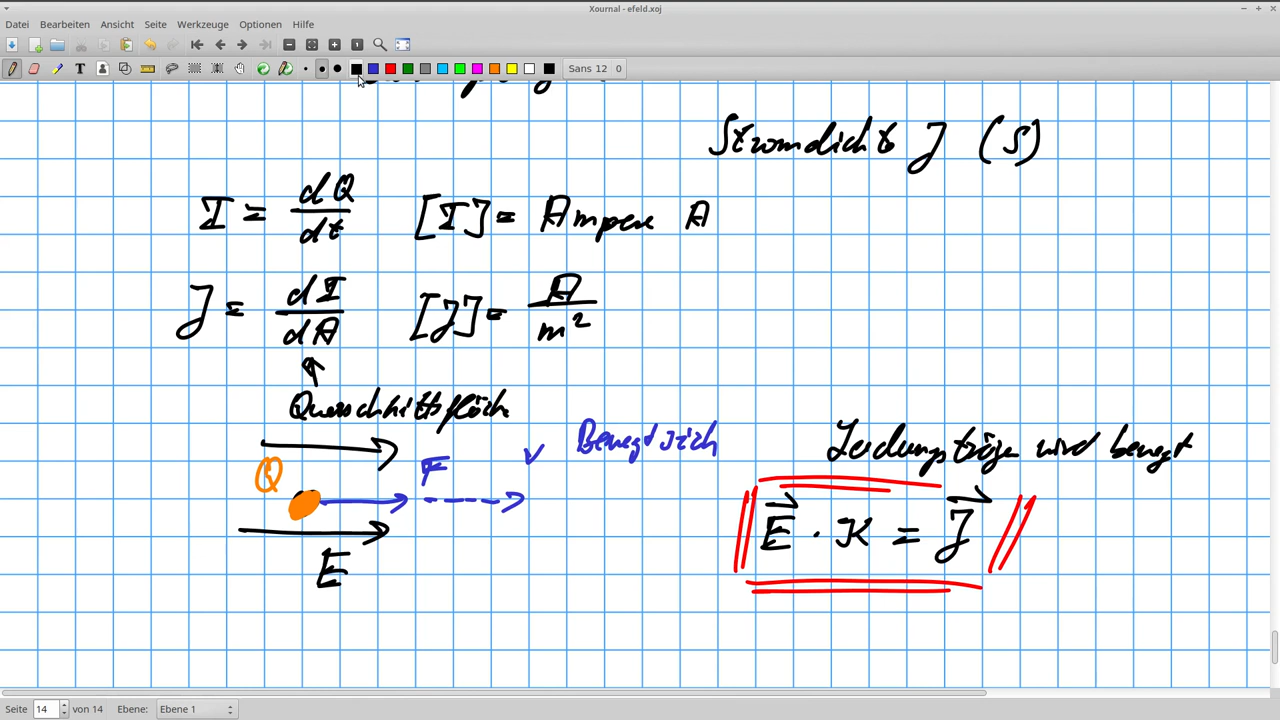 Xournal - efeld.xoj
Datei Bearbeiten Ansicht Seite Werkzeuge Optionen Hilfe
Sans 12 0
Stromdichte J (S)
I = dQ/dt [I] = Ampere A
J = dI/dA [J] = A/m²
↑
Querschnittsfläche
Q F v Bewegt sich
E
Ladungsträger wird bewegt
E⃗ · K = J⃗
Seite 14 von 14 Ebene: Ebene 1